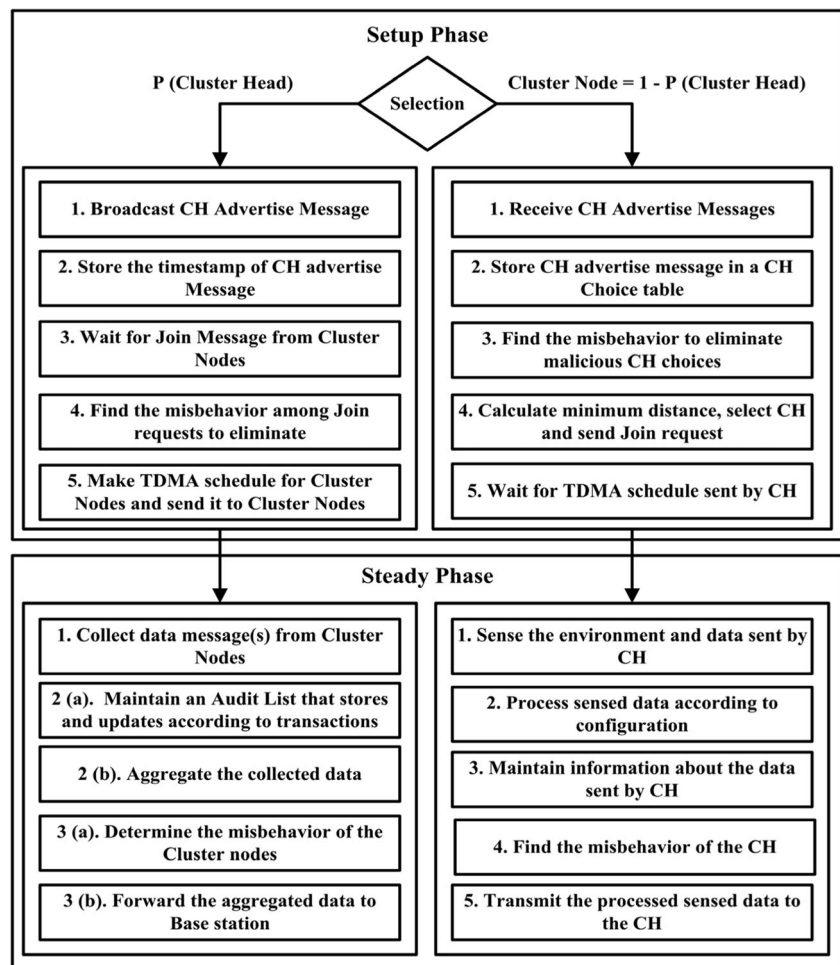 Setup Phase
P (Cluster Head)
Cluster Node = 1 - P (Cluster Head)
Selection
1. Broadcast CH Advertise Message
2. Store the timestamp of CH advertise
Message
3. Wait for Join Message from Cluster
Nodes
4. Find the misbehavior among Join
requests to eliminate
5. Make TDMA schedule for Cluster
Nodes and send it to Cluster Nodes
1. Receive CH Advertise Messages
2. Store CH advertise message in a CH
Choice table
3. Find the misbehavior to eliminate
malicious CH choices
4. Calculate minimum distance, select CH
and send Join request
5. Wait for TDMA schedule sent by CH
Steady Phase
1. Collect data message(s) from Cluster
Nodes
2 (a). Maintain an Audit List that stores
and updates according to transactions
2 (b). Aggregate the collected data
3 (a). Determine the misbehavior of the
Cluster nodes
3 (b). Forward the aggregated data to
Base station
1. Sense the environment and data sent by
CH
2. Process sensed data according to
configuration
3. Maintain information about the data
sent by CH
4. Find the misbehavior of the CH
5. Transmit the processed sensed data to
the CH